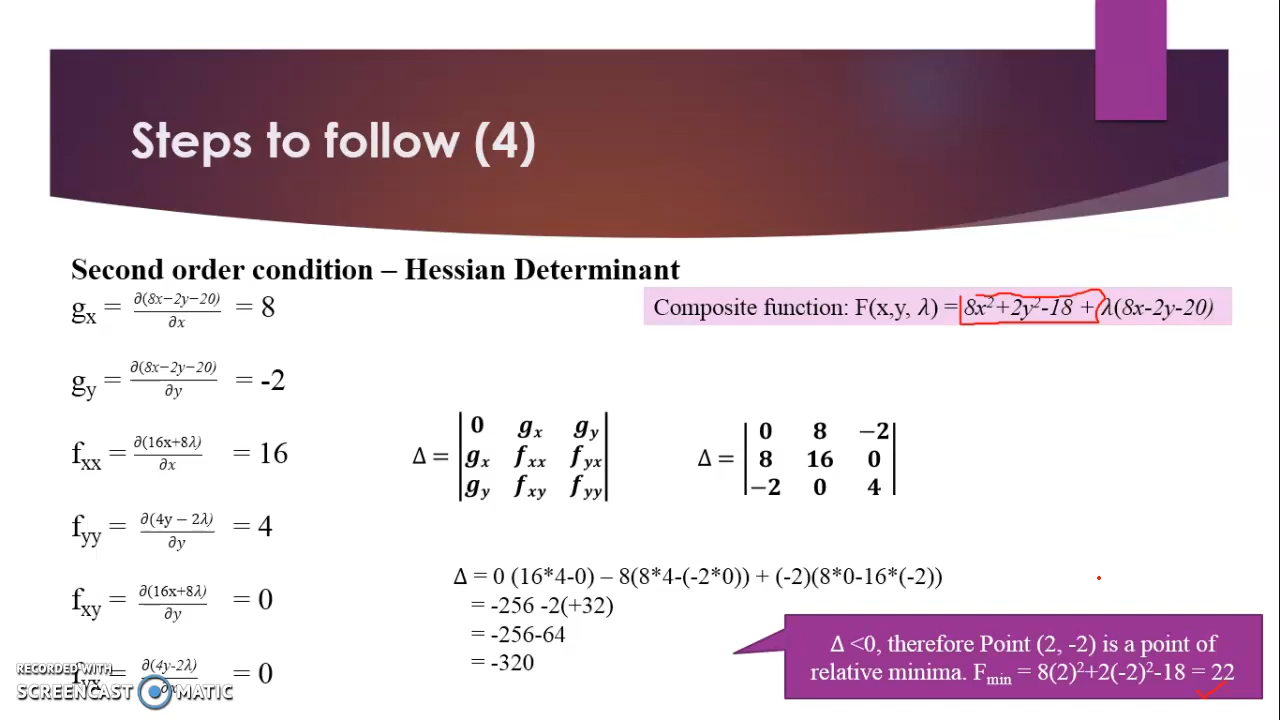 Steps to follow (4)
Second order condition – Hessian Determinant
Composite function: F(x,y, λ) = 8x²+2y²-18 + λ(8x-2y-20)
gₓ = ∂(8x−2y−20)/∂x = 8
g_y = ∂(8x−2y−20)/∂y = -2
fₓₓ = ∂(16x+8λ)/∂x = 16
f_yy = ∂(4y − 2λ)/∂y = 4
f_xy = ∂(16x+8λ)/∂y = 0
f_yx = ∂(4y-2λ)/∂x = 0
Δ = | 0 gₓ g_y |
| gₓ fₓₓ f_yx |
| g_y f_xy f_yy |
Δ = | 0 8 −2 |
| 8 16 0 |
| −2 0 4 |
Δ = 0 (16*4-0) – 8(8*4-(-2*0)) + (-2)(8*0-16*(-2))
= -256 -2(+32)
= -256-64
= -320
Δ <0, therefore Point (2, -2) is a point of
relative minima. F_min = 8(2)²+2(-2)²-18 = 22
RECORDED WITH
SCREENCAST MATIC